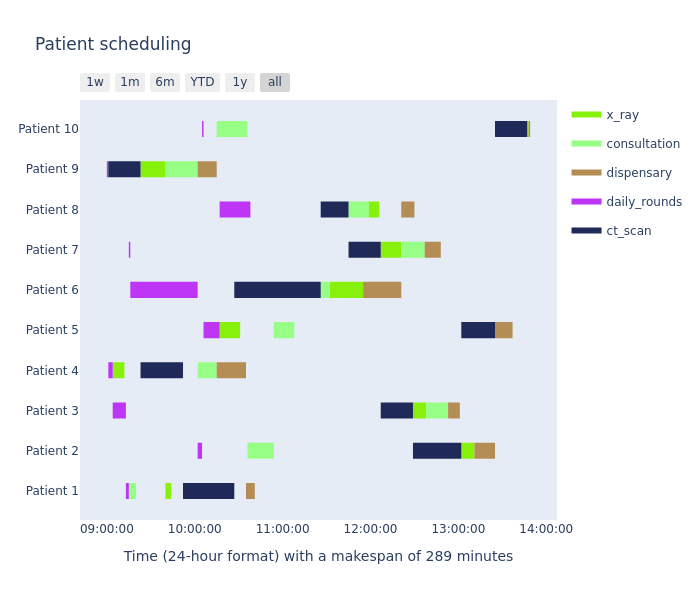 Patient scheduling
1w 1m 6m YTD 1y all
Patient 10
Patient 9
Patient 8
Patient 7
Patient 6
Patient 5
Patient 4
Patient 3
Patient 2
Patient 1
x_ray
consultation
dispensary
daily_rounds
ct_scan
09:00:00 10:00:00 11:00:00 12:00:00 13:00:00 14:00:00
Time (24-hour format) with a makespan of 289 minutes